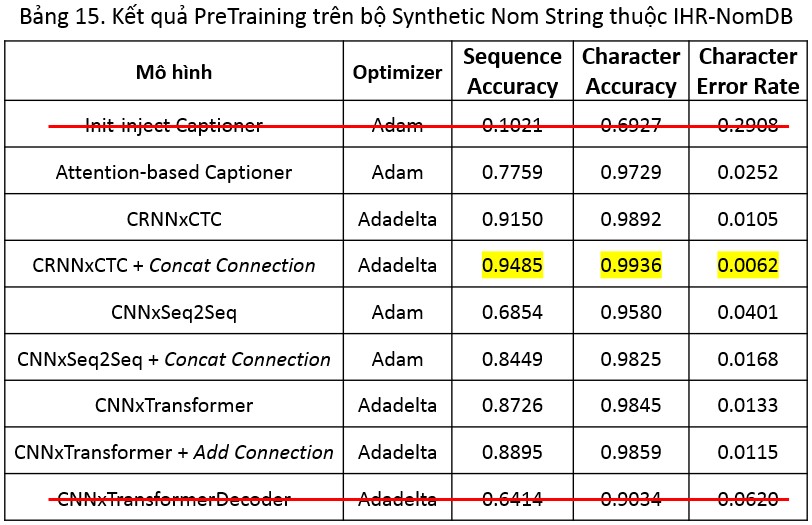 Bảng 15. Kết quả PreTraining trên bộ Synthetic Nom String thuộc IHR-NomDB
Mô hình Optimizer Sequence Accuracy Character Accuracy Character Error Rate
Init-inject Captioner Adam 0.1021 0.6927 0.2908
Attention-based Captioner Adam 0.7759 0.9729 0.0252
CRNNxCTC Adadelta 0.9150 0.9892 0.0105
CRNNxCTC + Concat Connection Adadelta 0.9485 0.9936 0.0062
CNNxSeq2Seq Adam 0.6854 0.9580 0.0401
CNNxSeq2Seq + Concat Connection Adam 0.8449 0.9825 0.0168
CNNxTransformer Adadelta 0.8726 0.9845 0.0133
CNNxTransformer + Add Connection Adadelta 0.8895 0.9859 0.0115
CNNxTransformerDecoder Adadelta 0.6414 0.9034 0.0620